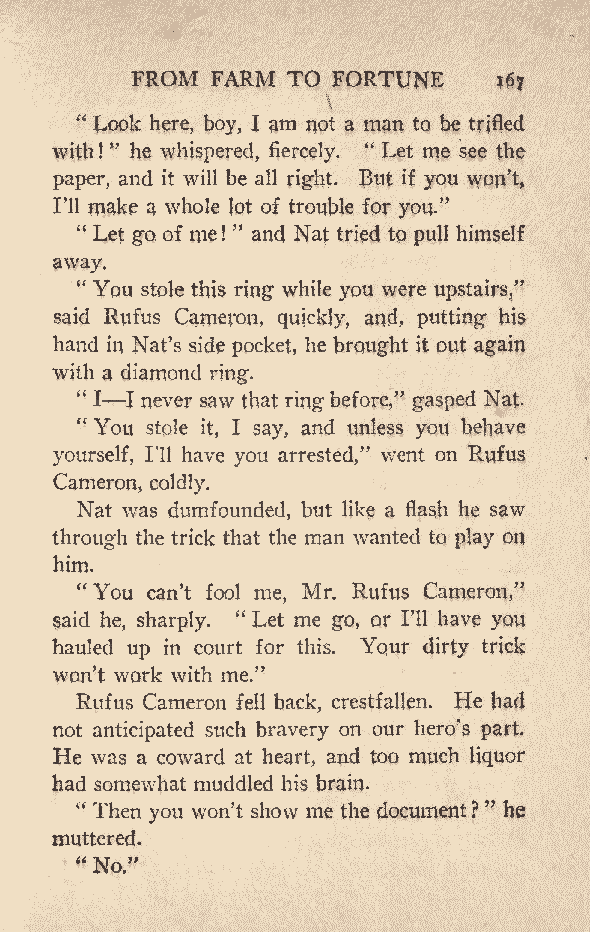 FROM FARM TO FORTUNE 167
“ Look here, boy, I am not a man to be trifled
with! ” he whispered, fiercely. “ Let me see the
paper, and it will be all right. But if you won’t,
I’ll make a whole lot of trouble for you.”
“ Let go of me! ” and Nat tried to pull himself
away.
“ You stole this ring while you were upstairs,”
said Rufus Cameron, quickly, and, putting his
hand in Nat’s side pocket, he brought it out again
with a diamond ring.
“ I—I never saw that ring before,” gasped Nat.
“ You stole it, I say, and unless you behave
yourself, I’ll have you arrested,” went on Rufus
Cameron, coldly.
Nat was dumfounded, but like a flash he saw
through the trick that the man wanted to play on
him.
“ You can’t fool me, Mr. Rufus Cameron,”
said he, sharply. “ Let me go, or I’ll have you
hauled up in court for this. Your dirty trick
won’t work with me.”
Rufus Cameron fell back, crestfallen. He had
not anticipated such bravery on our hero’s part.
He was a coward at heart, and too much liquor
had somewhat muddled his brain.
“ Then you won’t show me the document? ” he
muttered.
“ No.”